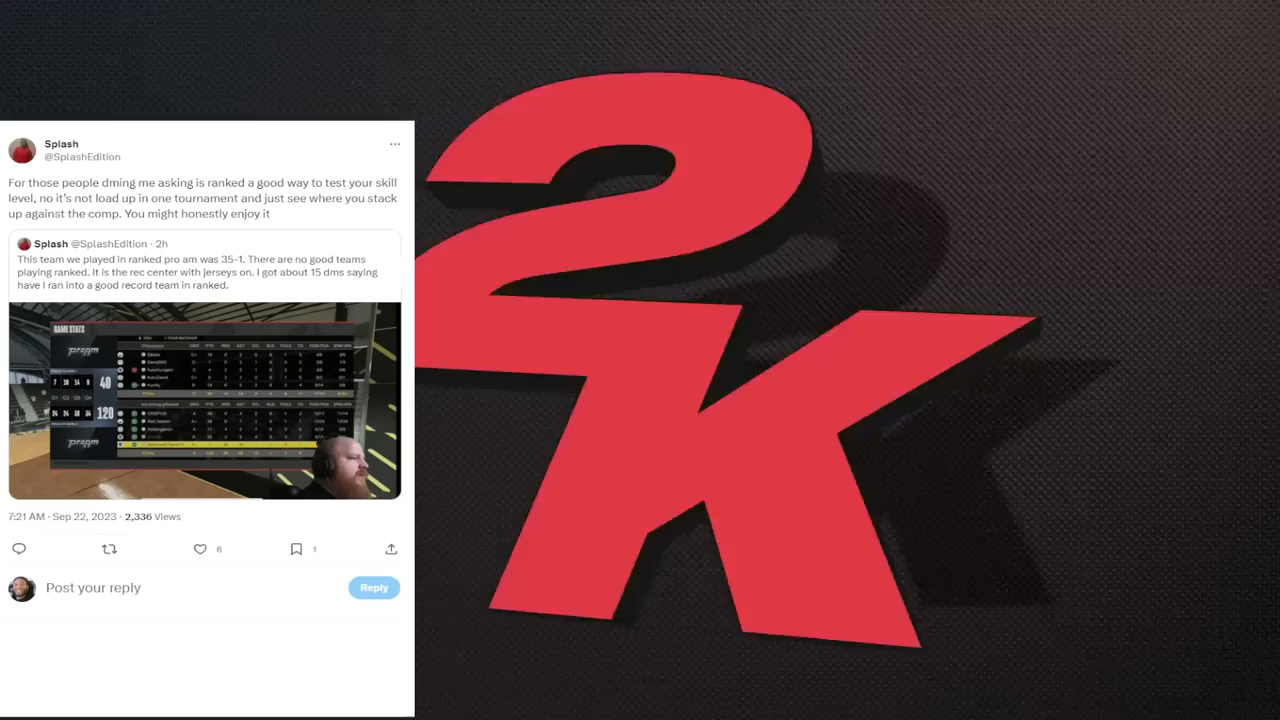 2K
Splash
@SplashEdition
For those people dming me asking is ranked a good way to test your skill
level, no it's not load up in one tournament and just see where you stack
up against the comp. You might honestly enjoy it
Splash @SplashEdition · 2h
This team we played in ranked pro am was 35-1. There are no good teams
playing ranked. It is the rec center with jerseys on. I got about 15 dms saying
have I ran into a good record team in ranked.
GAME STATS
PROAM
40
120
PROAM
TOTAL
TOTAL
7:21 AM · Sep 22, 2023 · 2,336 Views
6
1
Post your reply
Reply